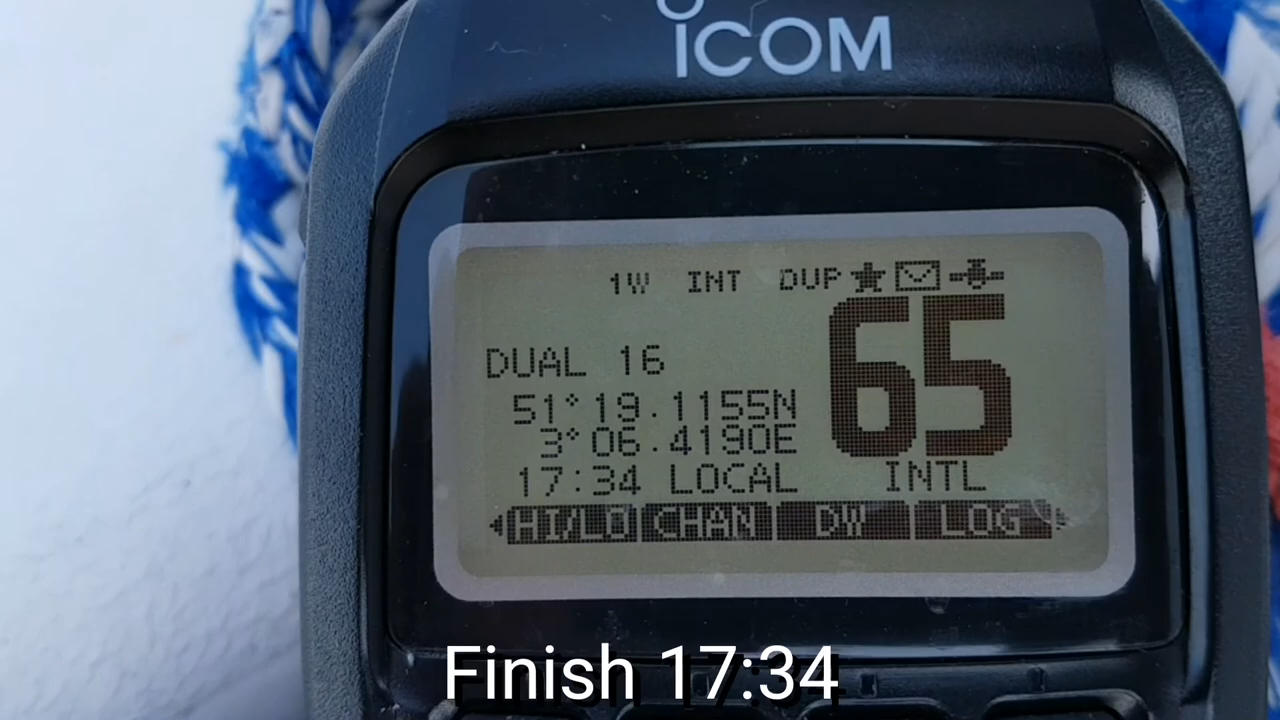 ICOM
1W INT DUP
65
DUAL 16
51°19.1155N
3°06.4190E
17:34 LOCAL INTL
HI/LO CHAN DW LOG
Finish 17:34